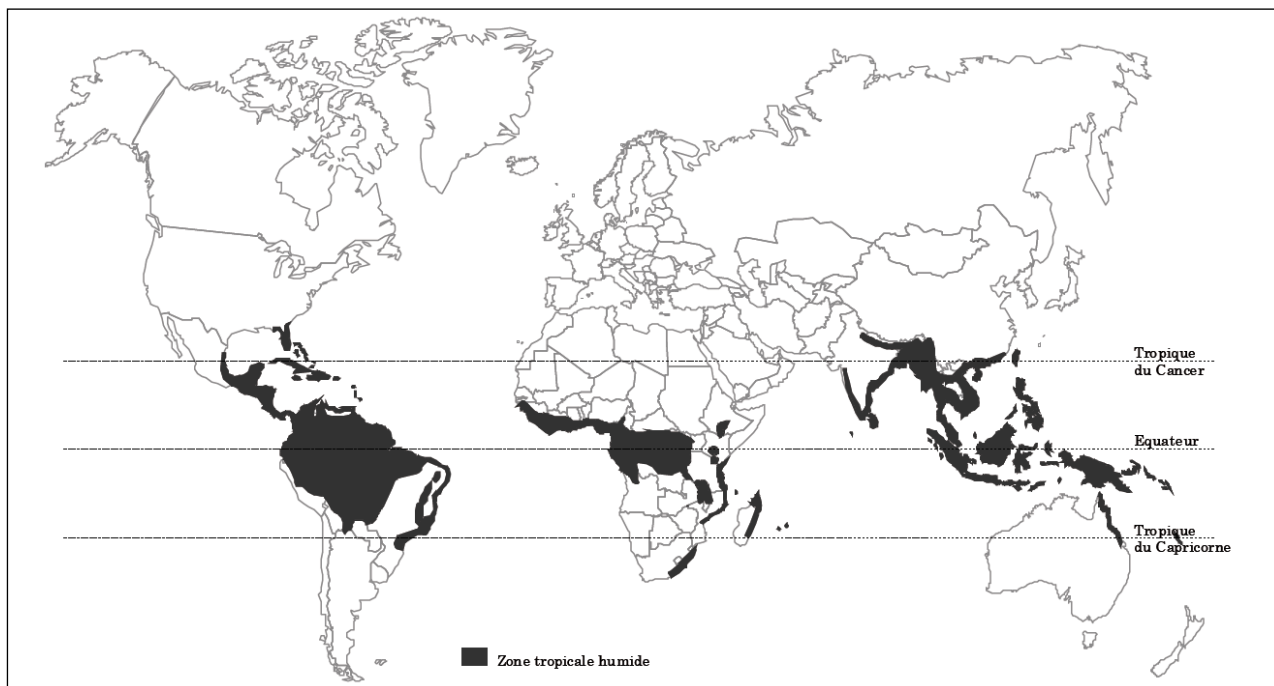 Tropique
du Cancer
Equateur
Tropique
du Capricorne
Zone tropicale humide